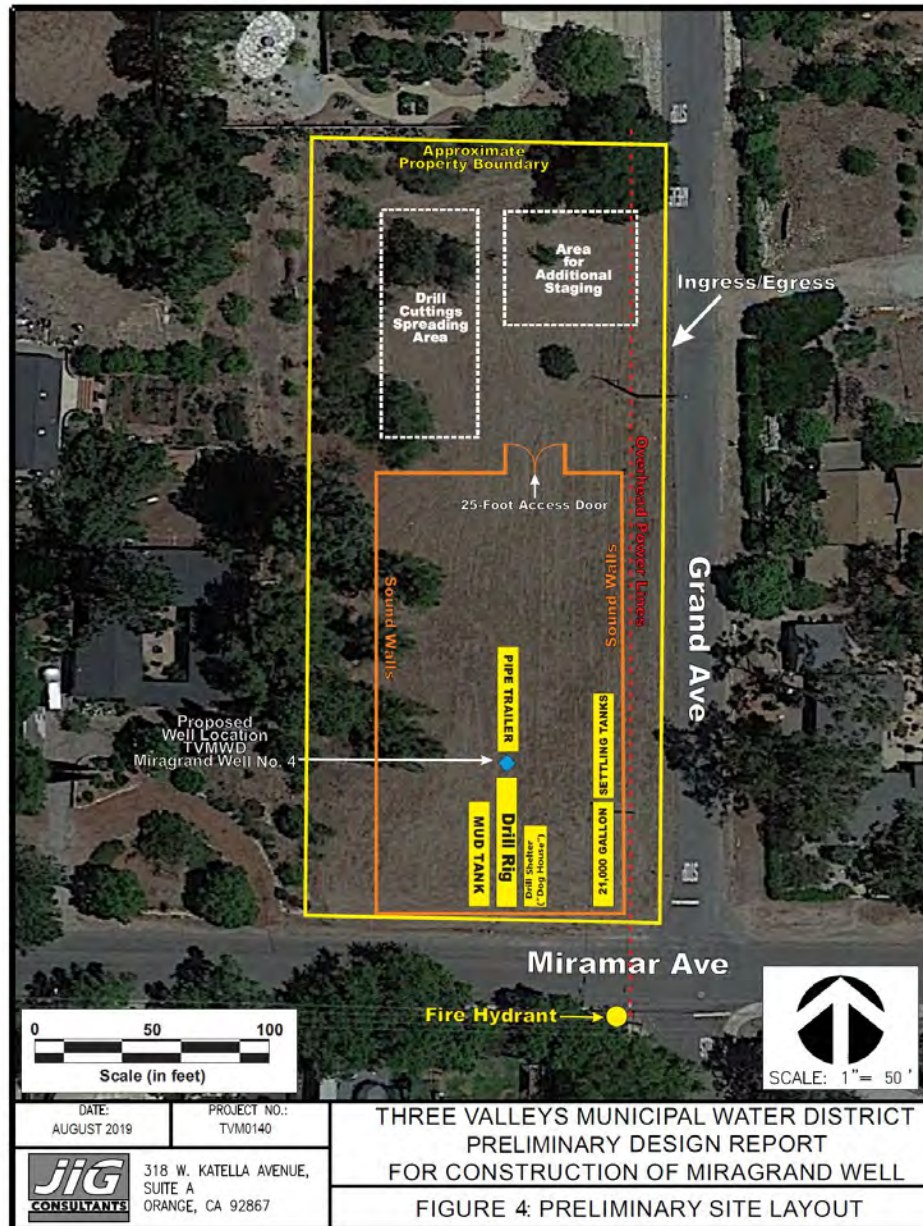 Approximate
Property Boundary
Drill
Cuttings
Spreading
Area
Area
for
Additional
Staging
Ingress/Egress
Overhead Power Lines
25-Foot Access Door
Sound Walls
Sound Walls
Grand Ave
PIPE TRAILER
SETTLING TANKS
Proposed
Well Location
TVMWD
Miragrand Well No. 4
MUD TANK
Drill Rig
Drill Shelter
("Dog House")
21,000 GALLON
Miramar Ave
Fire Hydrant
0 50 100
Scale (in feet)
SCALE: 1"= 50 '
DATE:
AUGUST 2019
PROJECT NO.:
TVM0140
THREE VALLEYS MUNICIPAL WATER DISTRICT
PRELIMINARY DESIGN REPORT
FOR CONSTRUCTION OF MIRAGRAND WELL
JIG
CONSULTANTS
318 W. KATELLA AVENUE,
SUITE A
ORANGE, CA 92867
FIGURE 4: PRELIMINARY SITE LAYOUT